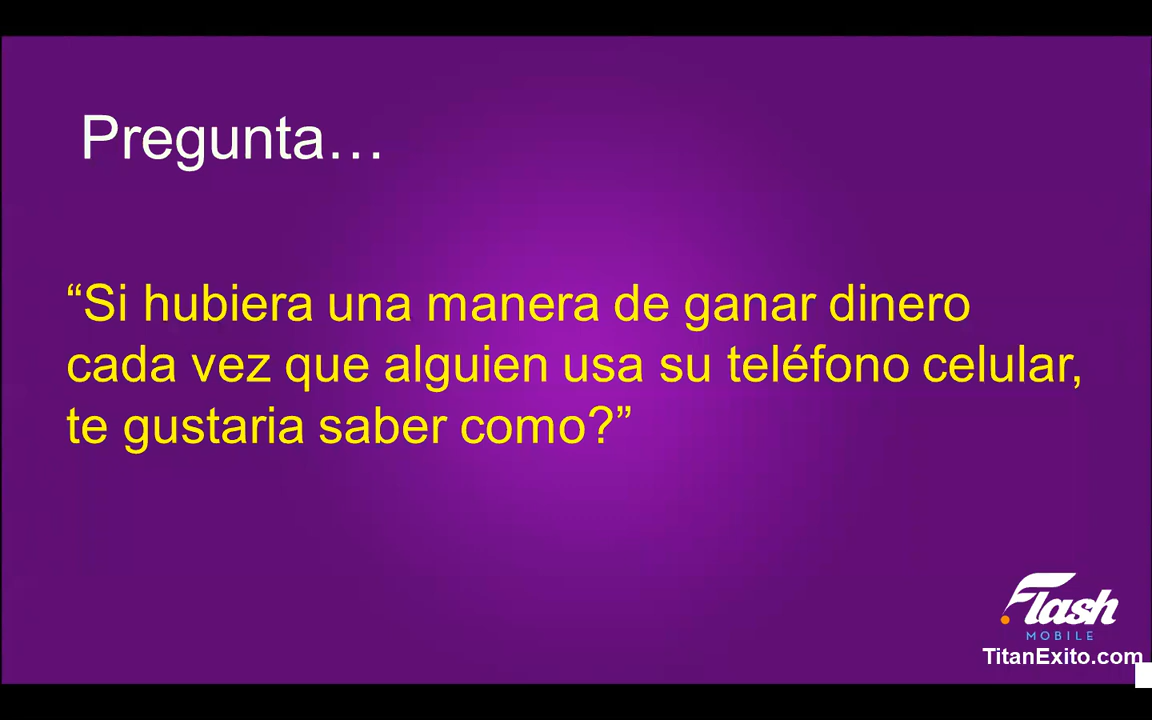 Pregunta…
“Si hubiera una manera de ganar dinero
cada vez que alguien usa su teléfono celular,
te gustaria saber como?”
Flash
MOBILE
TitanExito.com